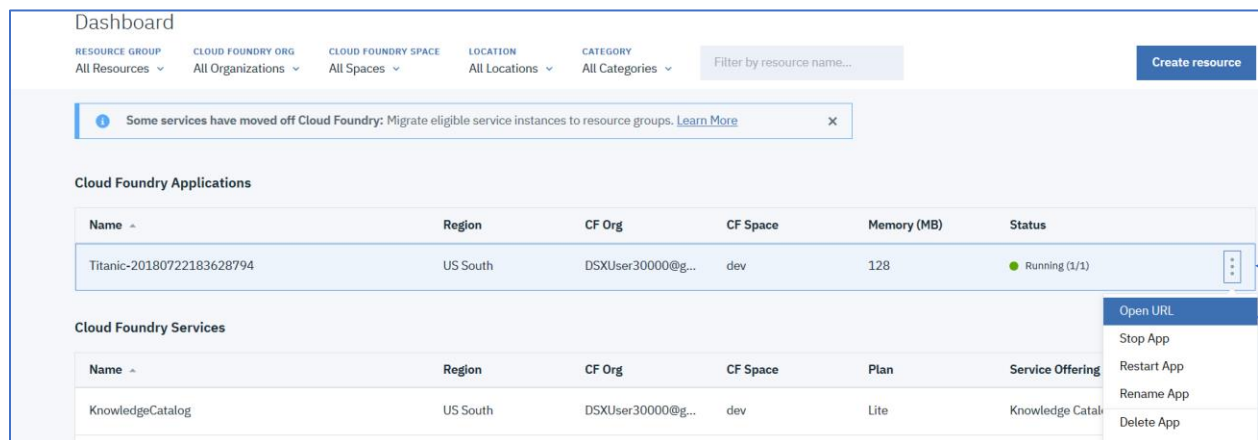 Dashboard
RESOURCE GROUP CLOUD FOUNDRY ORG CLOUD FOUNDRY SPACE LOCATION CATEGORY
All Resources All Organizations All Spaces All Locations All Categories Filter by resource name... Create resource
Some services have moved off Cloud Foundry: Migrate eligible service instances to resource groups. Learn More
Cloud Foundry Applications
Name Region CF Org CF Space Memory (MB) Status
Titanic-20180722183628794 US South DSXUser30000@g... dev 128 Running (1/1)
Open URL
Stop App
Restart App
Rename App
Delete App
Cloud Foundry Services
Name Region CF Org CF Space Plan Service Offering
KnowledgeCatalog US South DSXUser30000@g... dev Lite Knowledge Catal